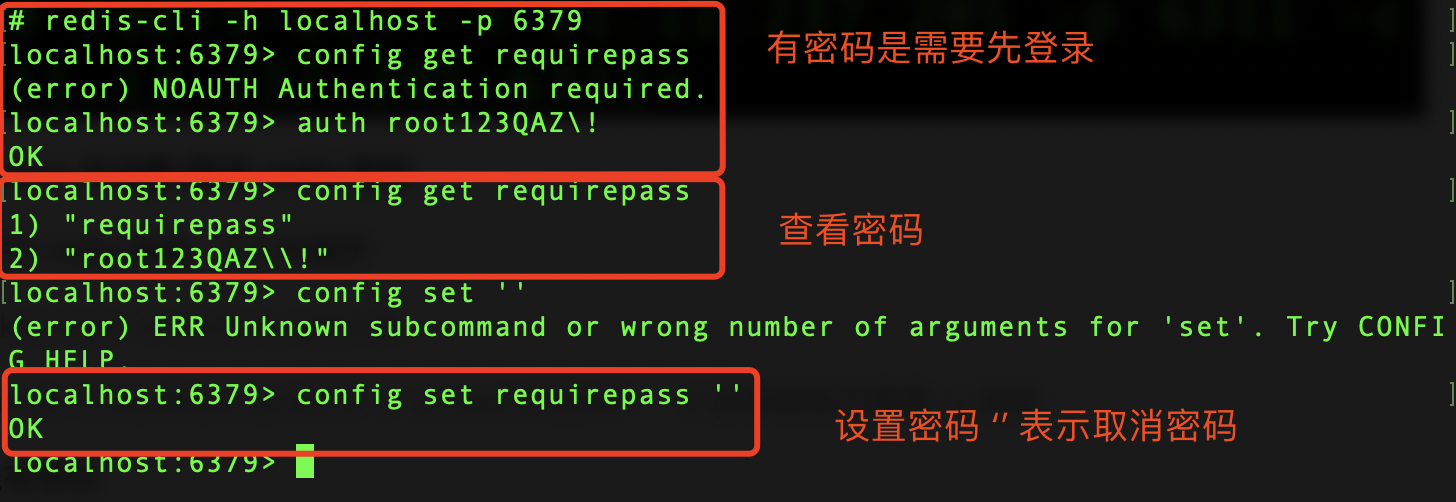 # redis-cli -h localhost -p 6379
localhost:6379> config get requirepass
有密码是需要先登录
(error) NOAUTH Authentication required.
localhost:6379> auth root123QAZ\!
OK
localhost:6379> config get requirepass
1) "requirepass"
查看密码
2) "root123QAZ\\!"
localhost:6379> config set ''
(error) ERR Unknown subcommand or wrong number of arguments for 'set'. Try CONFI
G HELP.
localhost:6379> config set requirepass ''
OK
设置密码 ‘’ 表示取消密码
localhost:6379>